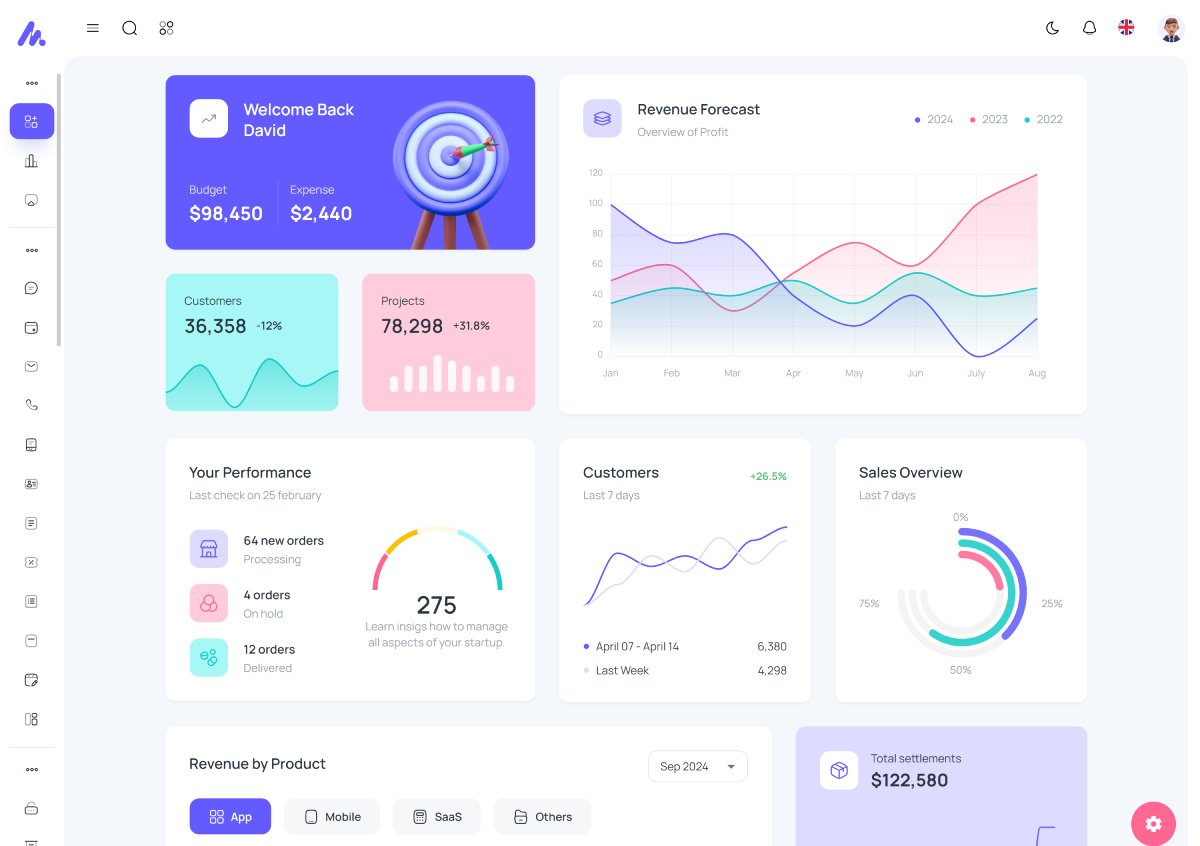 Welcome Back
David
Budget
$98,450
Expense
$2,440
Revenue Forecast
Overview of Profit
2024
2023
2022
120
100
80
60
40
20
0
Jan
Feb
Mar
Apr
May
Jun
July
Aug
Customers
36,358 -12%
Projects
78,298 +31.8%
Your Performance
Last check on 25 february
64 new orders
Processing
4 orders
On hold
12 orders
Delivered
275
Learn insigs how to manage
all aspects of your startup.
Customers
Last 7 days
+26.5%
April 07 - April 14 6,380
Last Week 4,298
Sales Overview
Last 7 days
0%
25%
50%
75%
Revenue by Product
Sep 2024
App
Mobile
SaaS
Others
Total settlements
$122,580